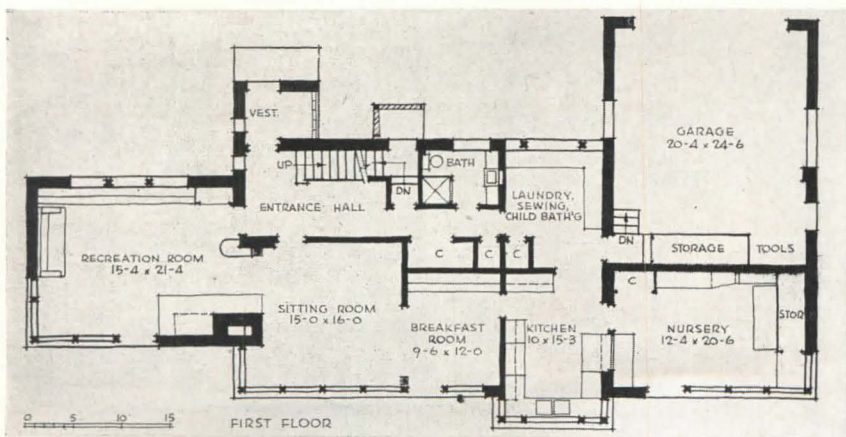 VEST.
GARAGE
20-4 x 24-6
UP
BATH
DN
LAUNDRY,
SEWING,
CHILD BATH'G
ENTRANCE HALL
DN
STORAGE
TOOLS
RECREATION ROOM
15-4 x 21-4
C
C
C
C
SITTING ROOM
15-0 x 16-0
STOR
BREAKFAST
ROOM
9-6 x 12-0
KITCHEN
10 x 15-3
NURSERY
12-4 x 20-6
0 5 10 15
FIRST FLOOR